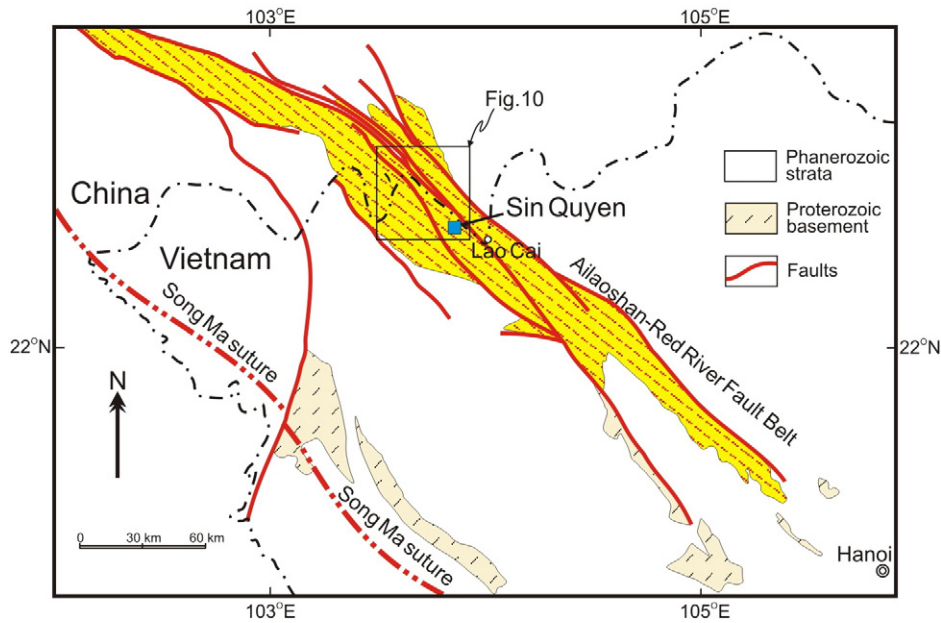 103°E
105°E
Fig.10
Phanerozoic
strata
China
Sin Quyen
Proterozoic
basement
Lao Cai
Vietnam
Faults
Ailaoshan-Red River Fault Belt
Song Ma suture
22°N
22°N
N
Song Ma suture
0
30 km
60 km
Hanoi
103°E
105°E